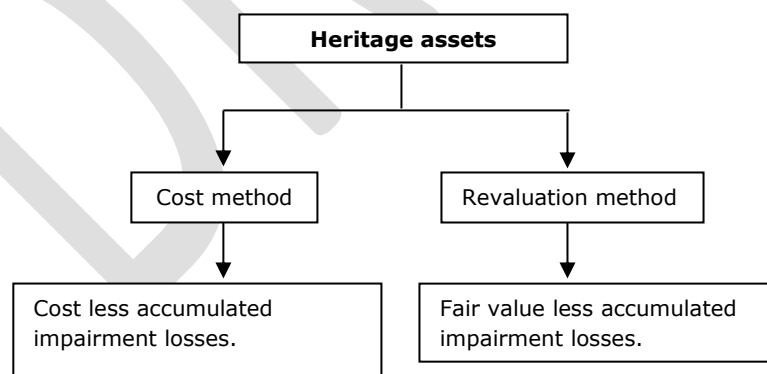 Heritage assets
Cost method
Revaluation method
Cost less accumulated
impairment losses.
Fair value less accumulated
impairment losses.